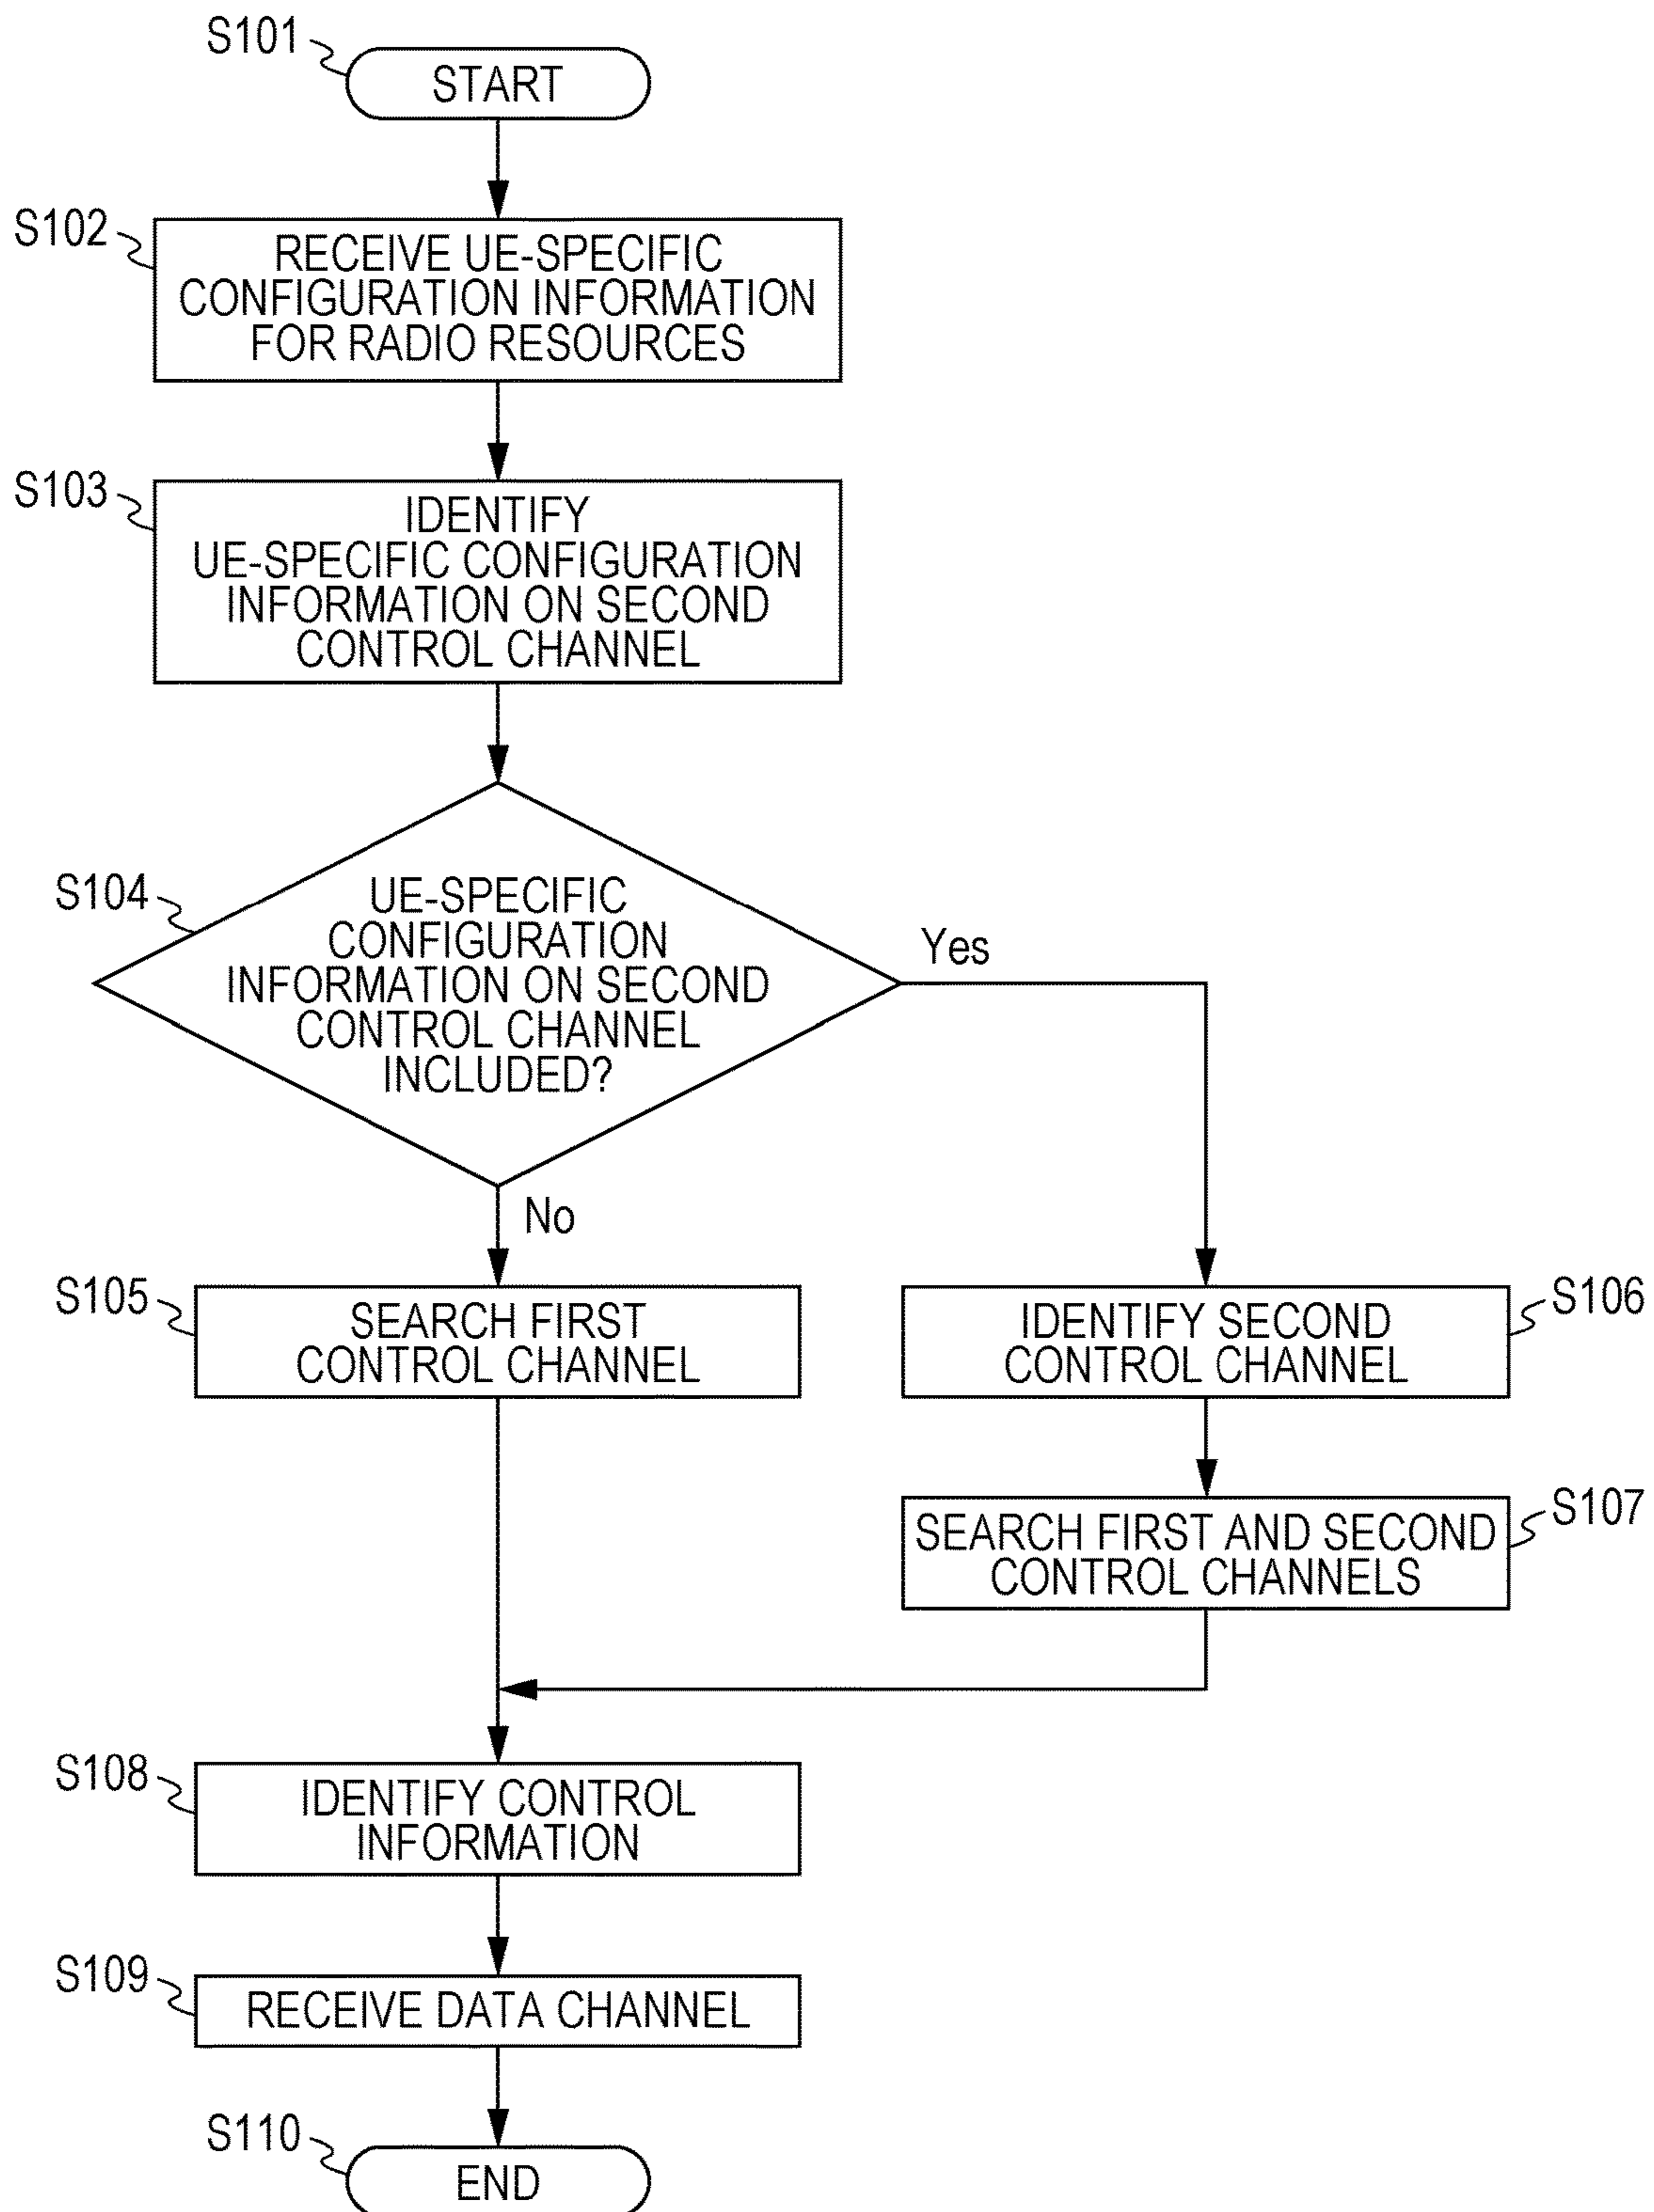 S101
START
S102
RECEIVE UE-SPECIFIC
CONFIGURATION INFORMATION
FOR RADIO RESOURCES
S103
IDENTIFY
UE-SPECIFIC CONFIGURATION
INFORMATION ON SECOND
CONTROL CHANNEL
S104
UE-SPECIFIC
CONFIGURATION
INFORMATION ON SECOND
CONTROL CHANNEL
INCLUDED?
Yes
No
S105
SEARCH FIRST
CONTROL CHANNEL
S106
IDENTIFY SECOND
CONTROL CHANNEL
S107
SEARCH FIRST AND SECOND
CONTROL CHANNELS
S108
IDENTIFY CONTROL
INFORMATION
S109
RECEIVE DATA CHANNEL
S110
END